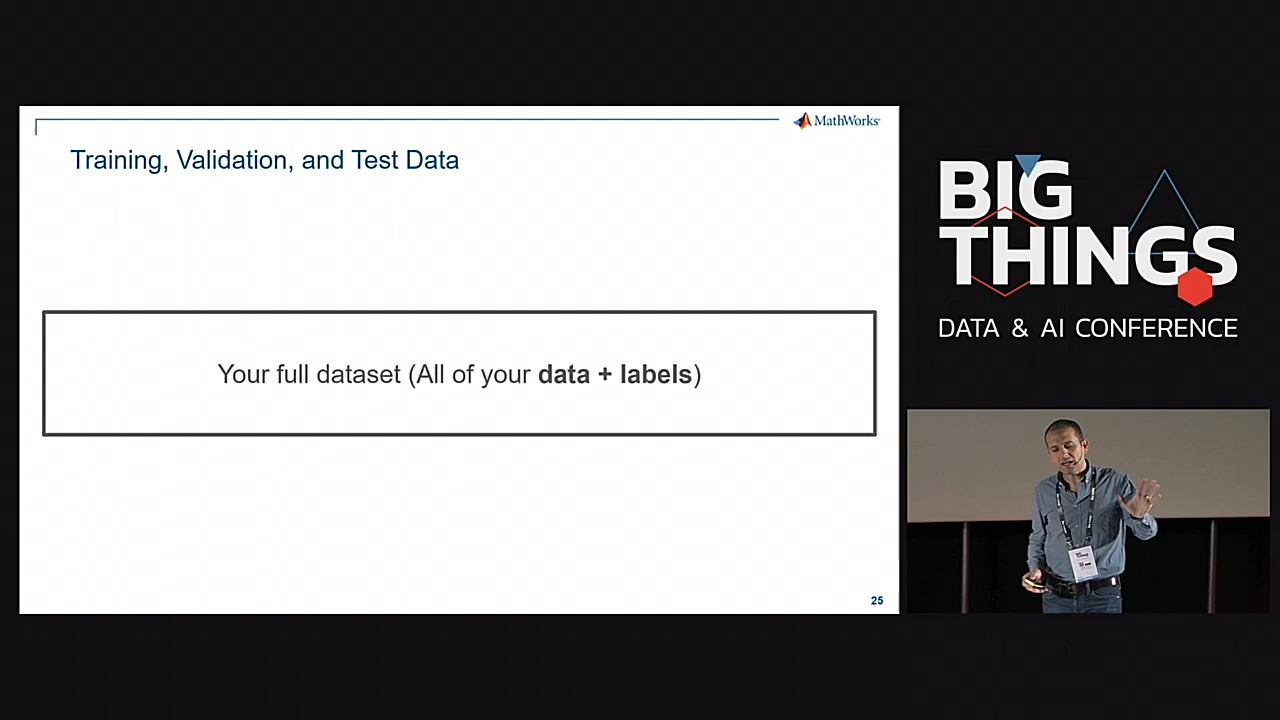 MathWorks®
Training, Validation, and Test Data
Your full dataset (All of your data + labels)
25
BIG
THINGS
DATA & AI CONFERENCE